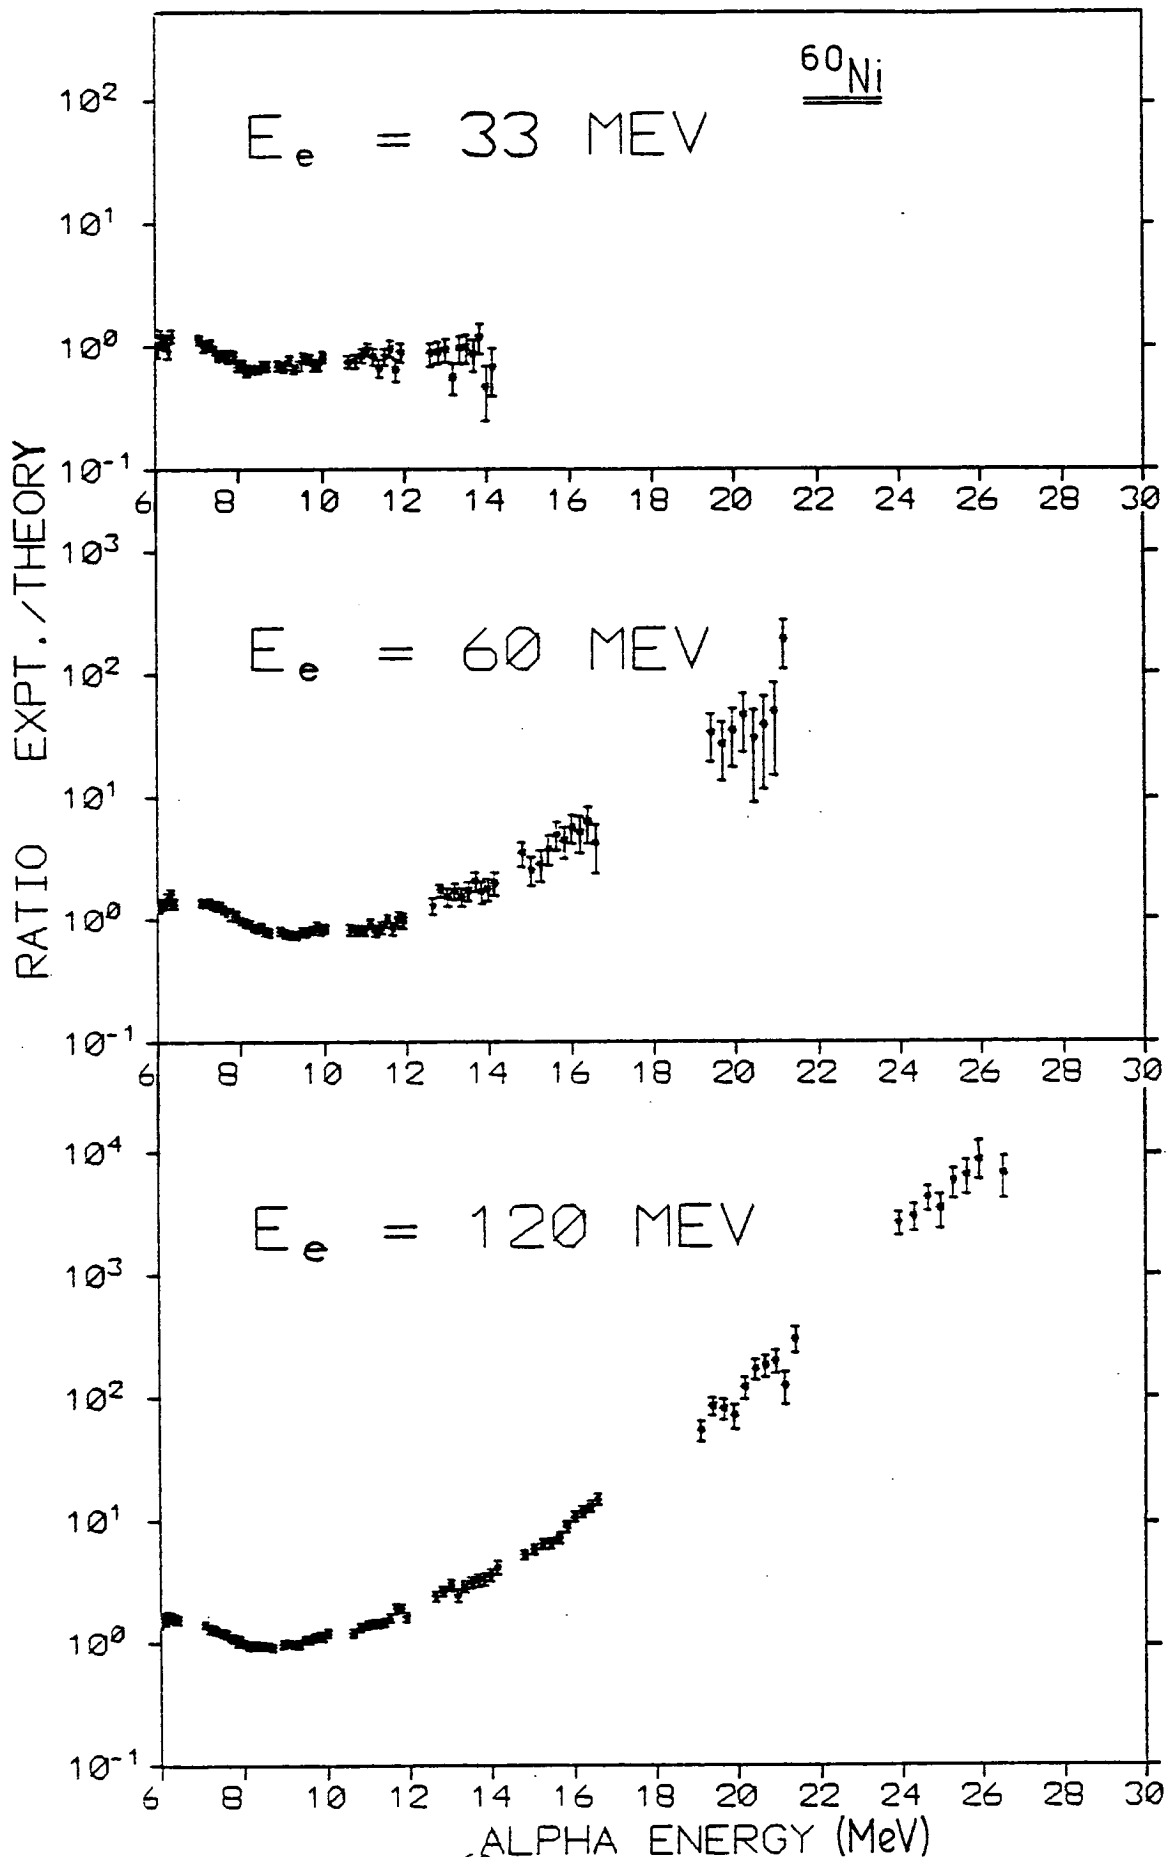 ⁶⁰Ni
10²
E_e = 33 MEV
10¹
10⁰
10⁻¹
6 8 10 12 14 16 18 20 22 24 26 28 30
RATIO EXPT./THEORY
10³
E_e = 60 MEV
10²
10¹
10⁰
10⁻¹
6 8 10 12 14 16 18 20 22 24 26 28 30
10⁴
E_e = 120 MEV
10³
10²
10¹
10⁰
10⁻¹
6 8 10 12 14 16 18 20 22 24 26 28 30
ALPHA ENERGY (MeV)